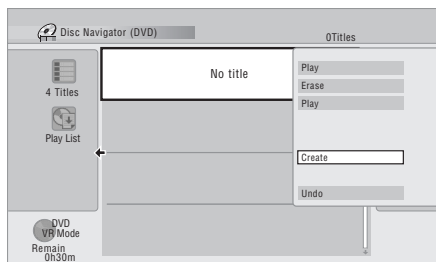 Disc Navigator (DVD)
0Titles
4 Titles
Play List
No title
Play
Erase
Play
Create
Undo
DVD
VR Mode
Remain
0h30m